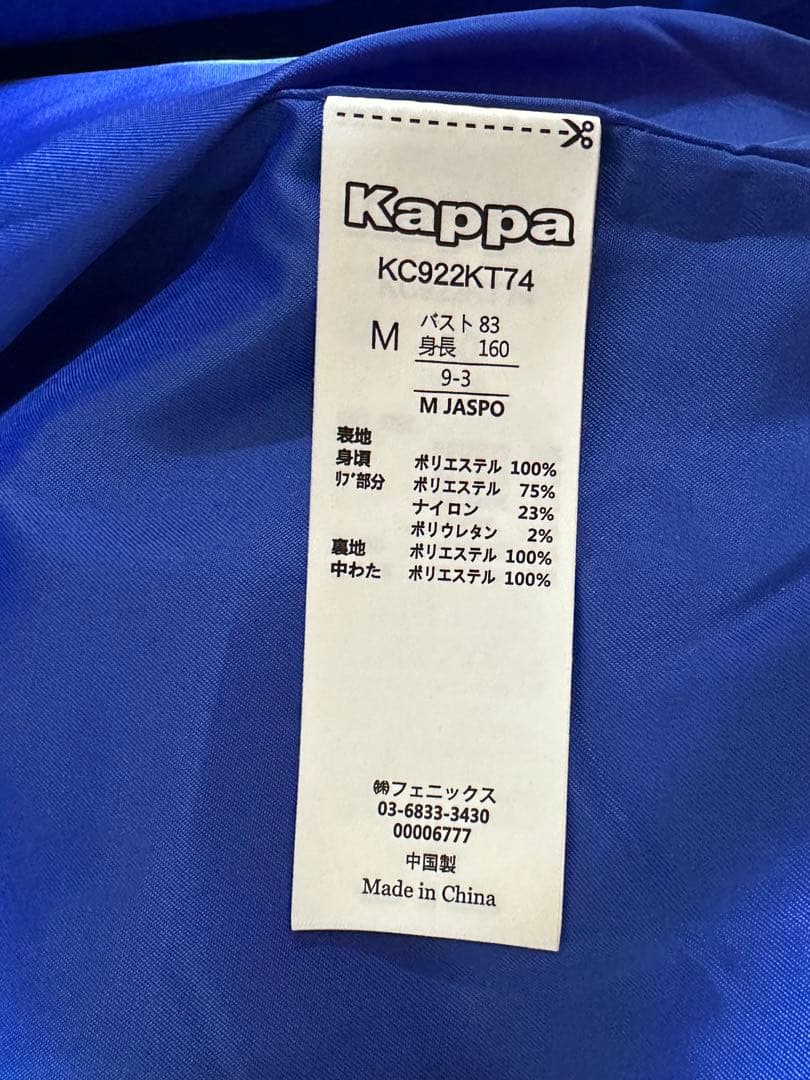 Kappa
KC922KT74
M
バスト 83
身長 160
9-3
M JASPO
表地
身頃 ポリエステル 100%
ﾘﾌﾞ部分 ポリエステル 75%
ナイロン 23%
ポリウレタン 2%
裏地 ポリエステル 100%
中わた ポリエステル 100%
㈱フェニックス
03-6833-3430
00006777
中国製
Made in China